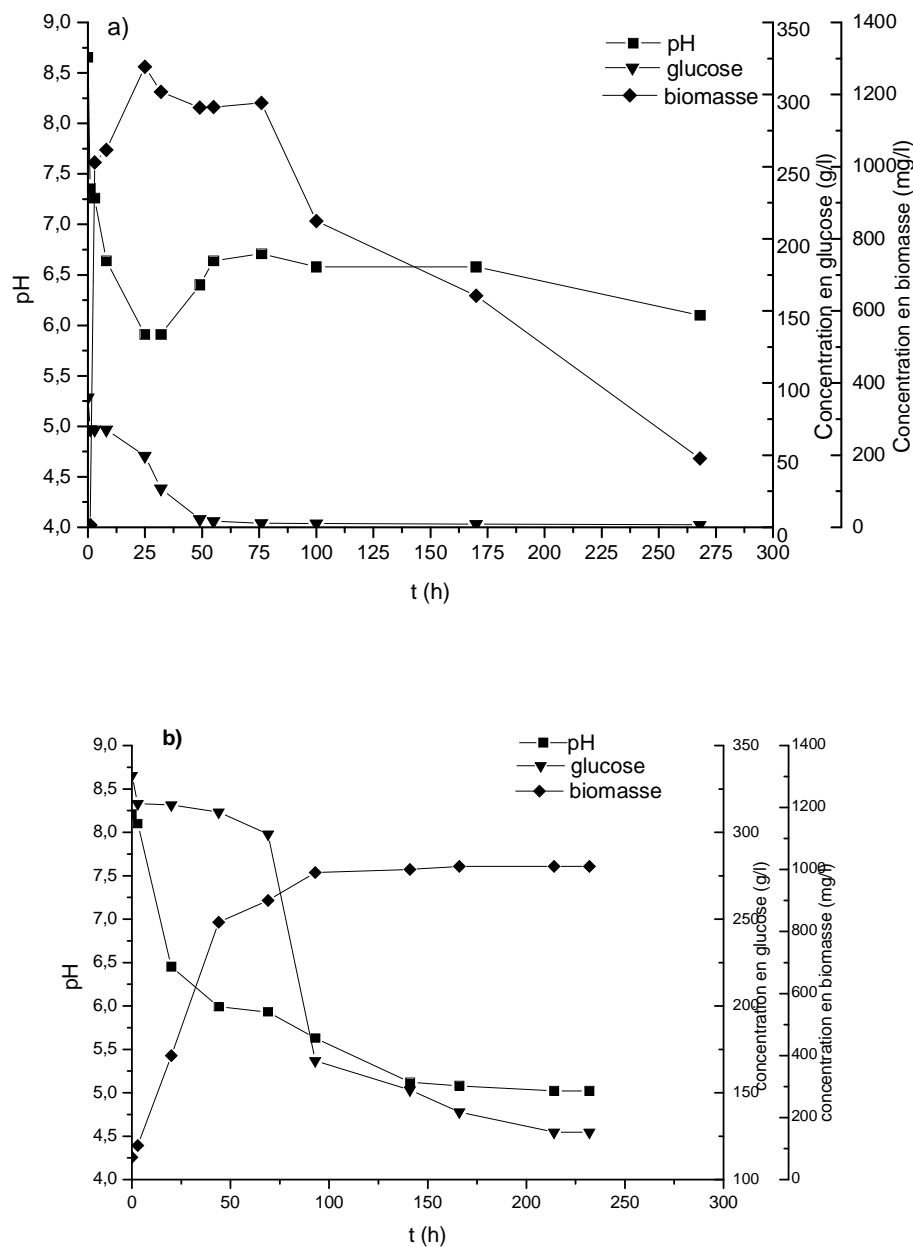 a)
pH
glucose
biomasse
9,0
8,5
8,0
7,5
7,0
6,5
6,0
5,5
5,0
4,5
4,0
pH
0 25 50 75 100 125 150 175 200 225 250 275 300
t (h)
350
300
250
200
150
100
50
0
Concentration en glucose (g/l)
1400
1200
1000
800
600
400
200
0
Concentration en biomasse (mg/l)
b)
pH
glucose
biomasse
9,0
8,5
8,0
7,5
7,0
6,5
6,0
5,5
5,0
4,5
4,0
pH
0 50 100 150 200 250 300
t (h)
350
300
250
200
150
100
concentration en glucose (g/l)
1400
1200
1000
800
600
400
200
0
concentration en biomasse (mg/l)